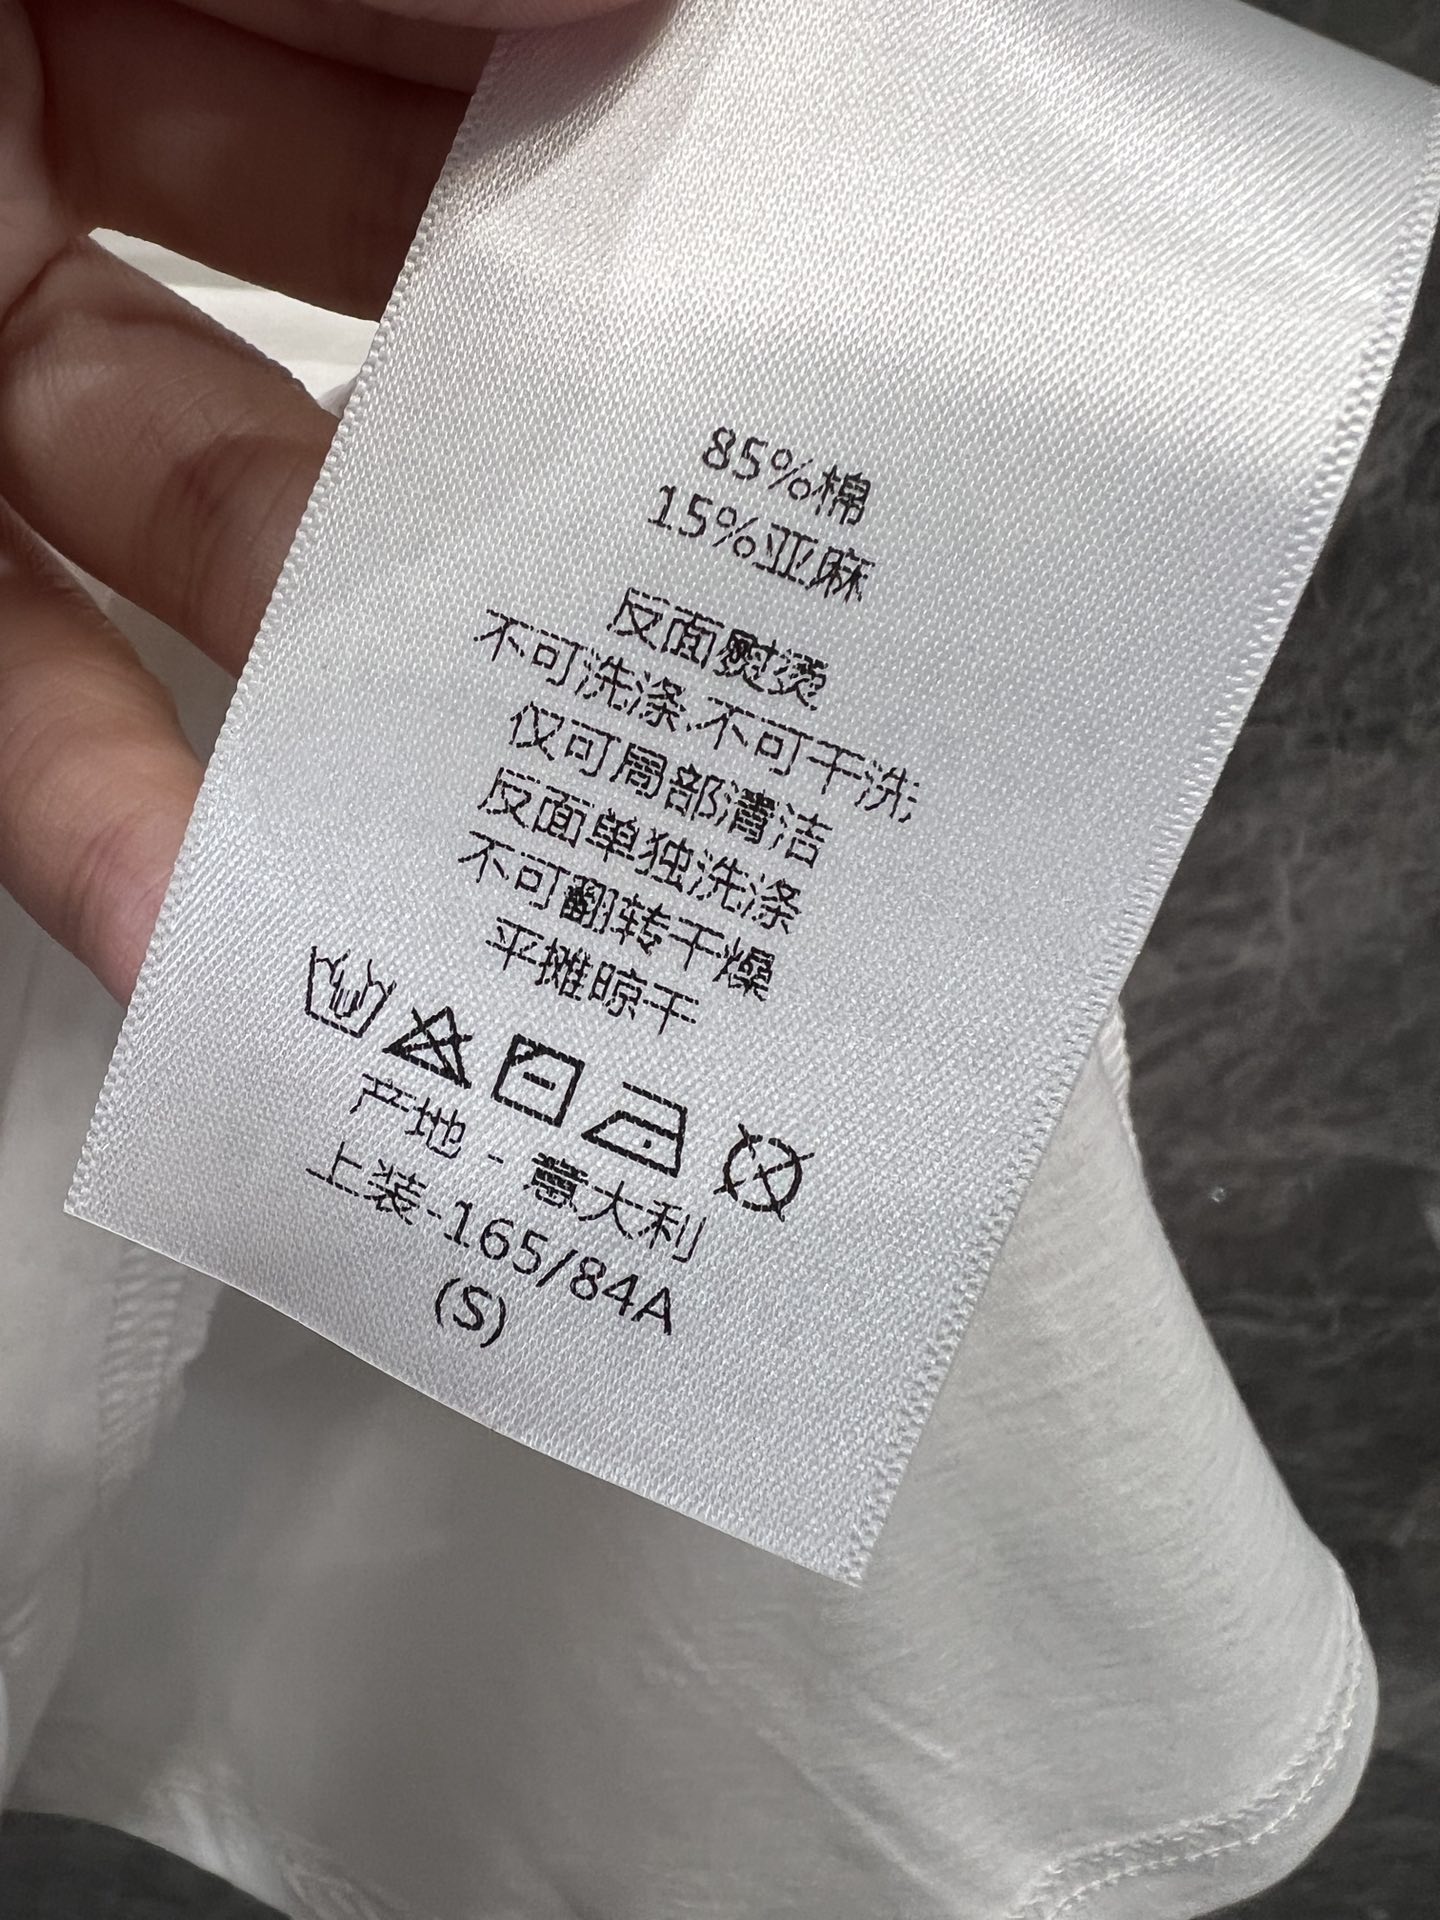 85%棉
15%亚麻
反面熨烫
不可洗涤.不可干洗
仅可局部清洁
反面单独洗涤
不可翻转干燥
平摊晾干
产地 - 意大利
上装-165/84A
(S)